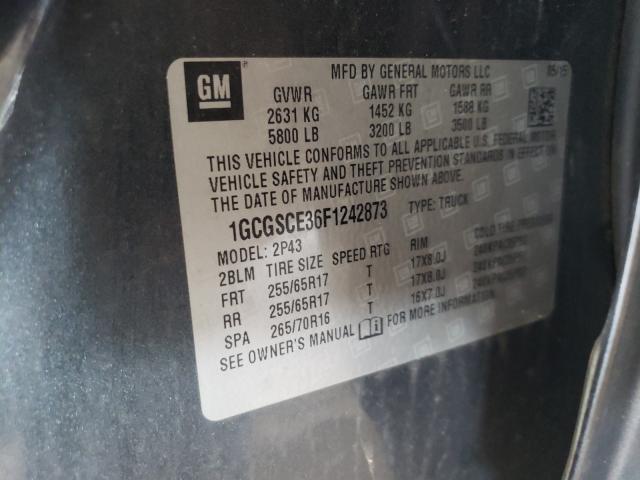 GM
MFD BY GENERAL MOTORS LLC 05/15
GVWR GAWR FRT GAWR RR
2631 KG 1452 KG 1588 KG
5800 LB 3200 LB 3500 LB
THIS VEHICLE CONFORMS TO ALL APPLICABLE U.S. FEDERAL MOTOR
VEHICLE SAFETY AND THEFT PREVENTION STANDARDS IN EFFECT ON
THE DATE OF MANUFACTURE SHOWN ABOVE.
1GCGSCE36F1242873 TYPE: TRUCK
MODEL: 2P43
2BLM TIRE SIZE SPEED RTG RIM
FRT 255/65R17 T 17X8.0J
RR 255/65R17 T 17X8.0J
SPA 265/70R16 T 16X7.0J
SEE OWNER'S MANUAL FOR MORE INFORMATION.